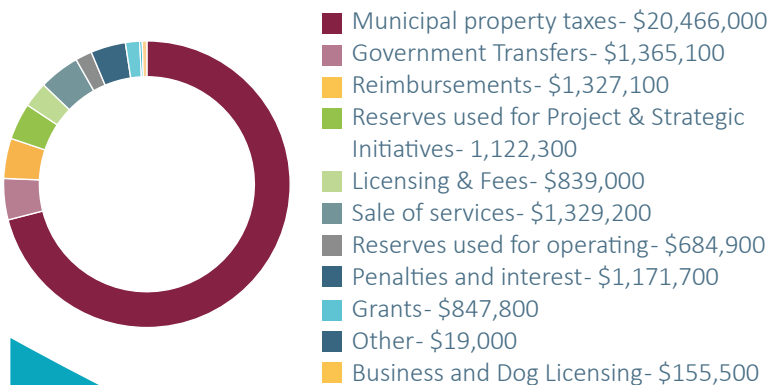 Municipal property taxes- $20,466,000
Government Transfers- $1,365,100
Reimbursements- $1,327,100
Reserves used for Project & Strategic
Initiatives- 1,122,300
Licensing & Fees- $839,000
Sale of services- $1,329,200
Reserves used for operating- $684,900
Penalties and interest- $1,171,700
Grants- $847,800
Other- $19,000
Business and Dog Licensing- $155,500